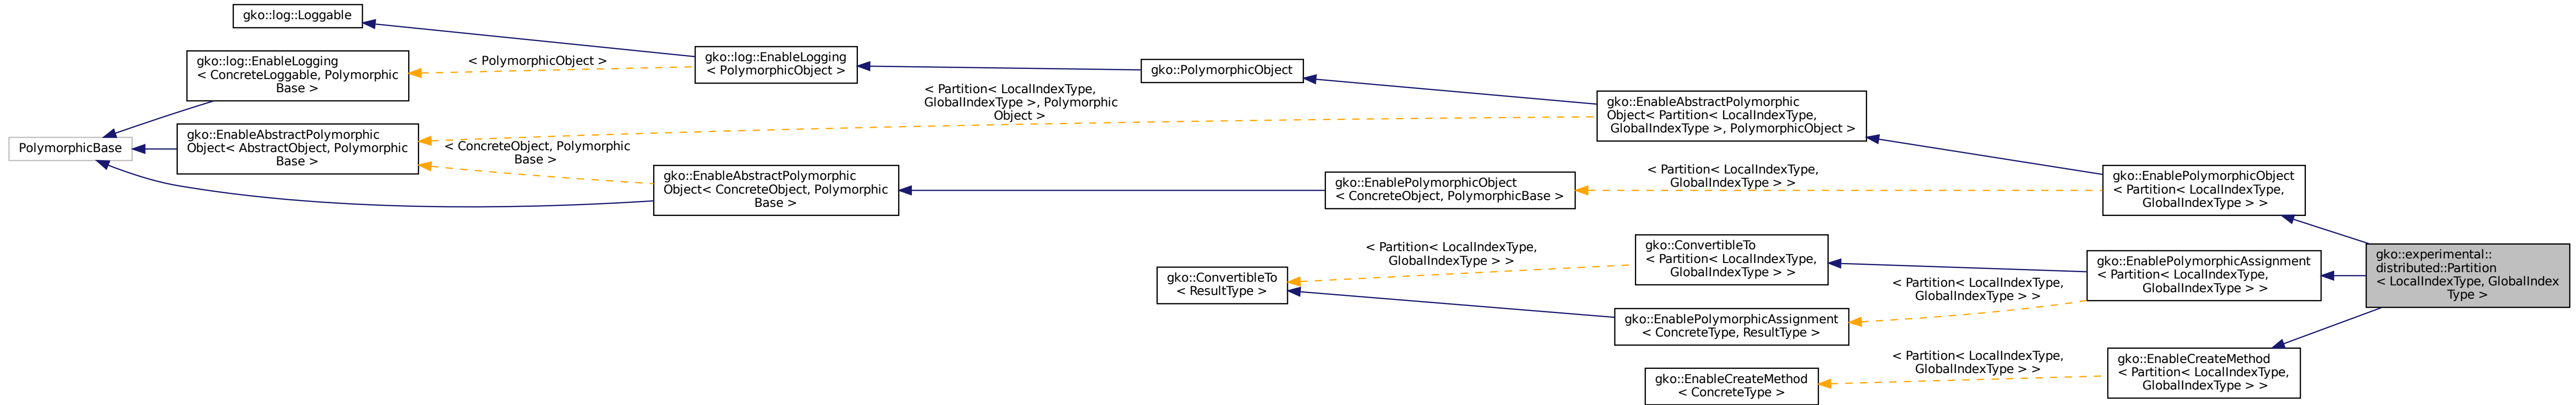 gko::log::Loggable
gko::log::EnableLogging
< ConcreteLoggable, Polymorphic
Base >
< PolymorphicObject >
gko::log::EnableLogging
< PolymorphicObject >
gko::PolymorphicObject
< Partition< LocalIndexType,
GlobalIndexType >, Polymorphic
Object >
gko::EnableAbstractPolymorphic
Object< Partition< LocalIndexType,
GlobalIndexType >, PolymorphicObject >
PolymorphicBase
gko::EnableAbstractPolymorphic
Object< AbstractObject, Polymorphic
Base >
< ConcreteObject, Polymorphic
Base >
gko::EnableAbstractPolymorphic
Object< ConcreteObject, Polymorphic
Base >
gko::EnablePolymorphicObject
< ConcreteObject, PolymorphicBase >
< Partition< LocalIndexType,
GlobalIndexType > >
gko::EnablePolymorphicObject
< Partition< LocalIndexType,
GlobalIndexType > >
gko::ConvertibleTo
< ResultType >
< Partition< LocalIndexType,
GlobalIndexType > >
gko::ConvertibleTo
< Partition< LocalIndexType,
GlobalIndexType > >
gko::EnablePolymorphicAssignment
< Partition< LocalIndexType,
GlobalIndexType > >
gko::experimental::
distributed::Partition
< LocalIndexType, GlobalIndex
Type >
< Partition< LocalIndexType,
GlobalIndexType > >
gko::EnablePolymorphicAssignment
< ConcreteType, ResultType >
< Partition< LocalIndexType,
GlobalIndexType > >
gko::EnableCreateMethod
< ConcreteType >
gko::EnableCreateMethod
< Partition< LocalIndexType,
GlobalIndexType > >